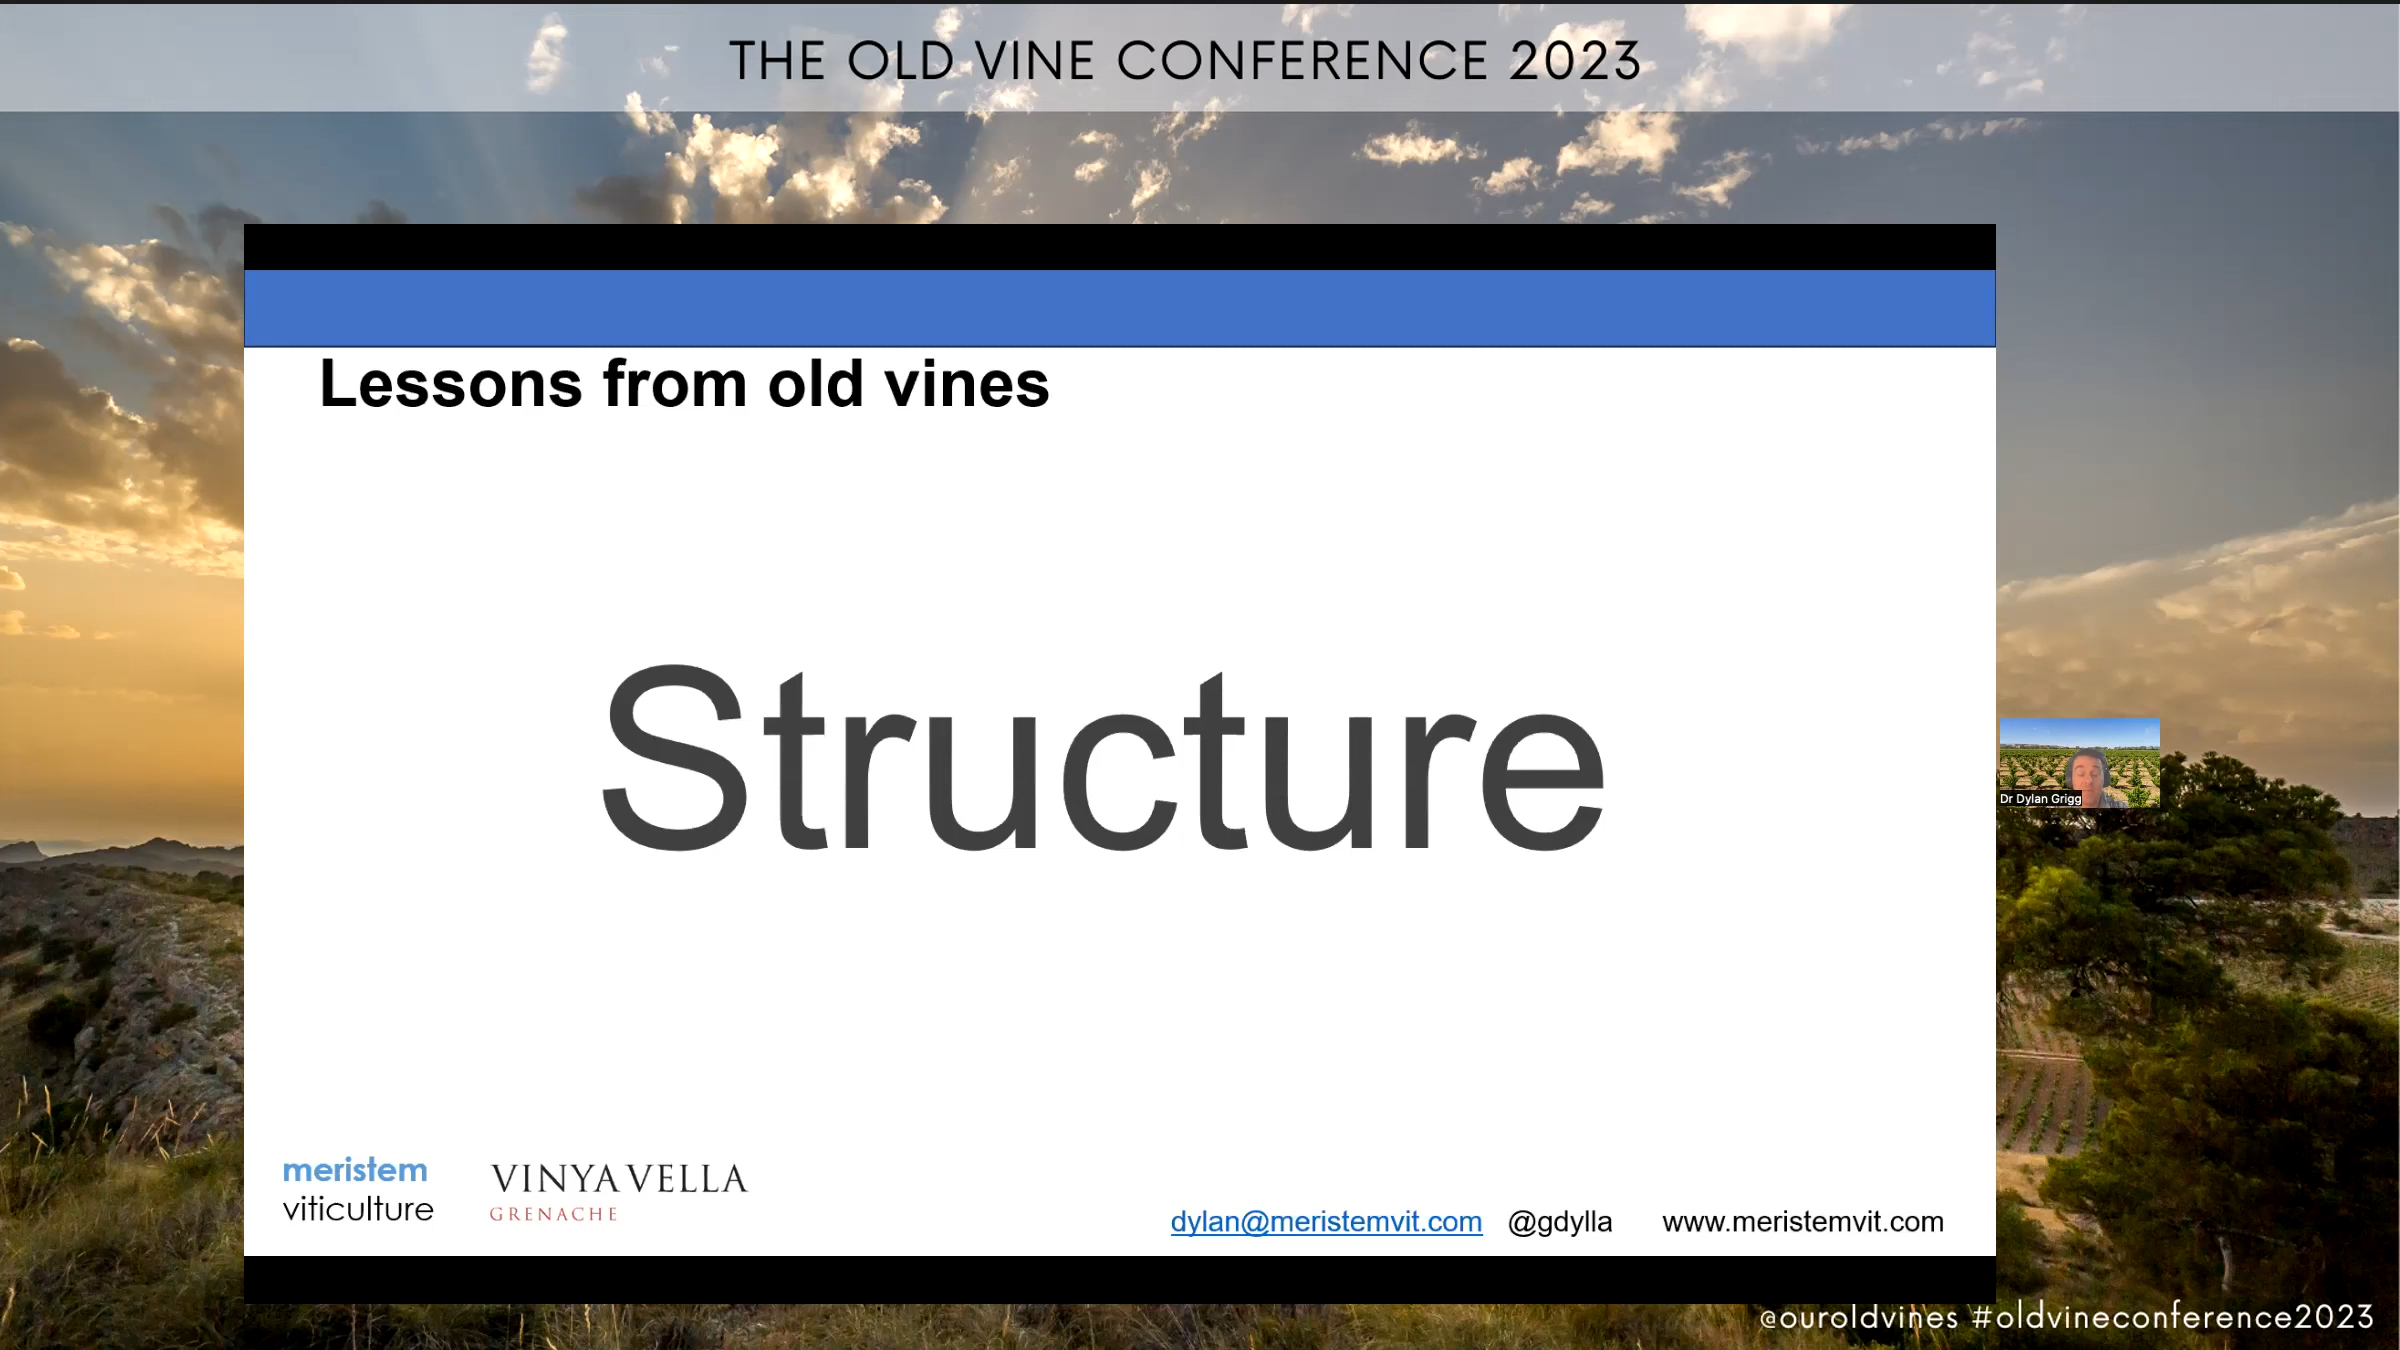 THE OLD VINE CONFERENCE 2023
Lessons from old vines
Structure
Dr Dylan Grigg
meristem
viticulture
VINYA VELLA
GRENACHE
dylan@meristemvit.com @gdylla www.meristemvit.com
@ouroldvines #oldvineconference2023